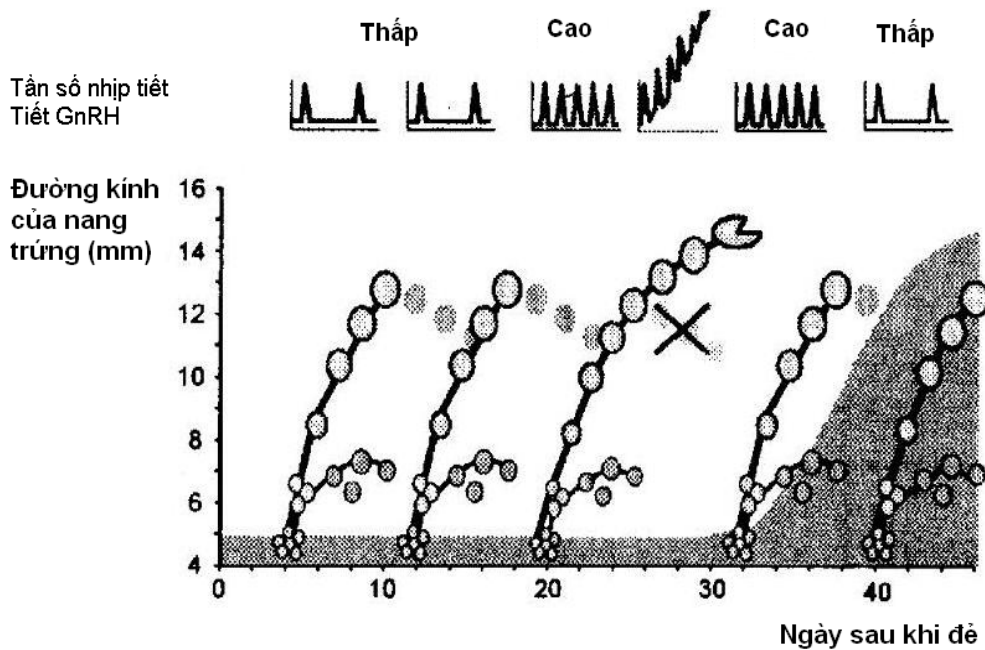 Thấp Cao Cao Thấp
Tần số nhịp tiết
Tiết GnRH
Đường kính
của nang
trứng (mm)
16
14
12
10
8
6
4
0 10 20 30 40
Ngày sau khi đẻ